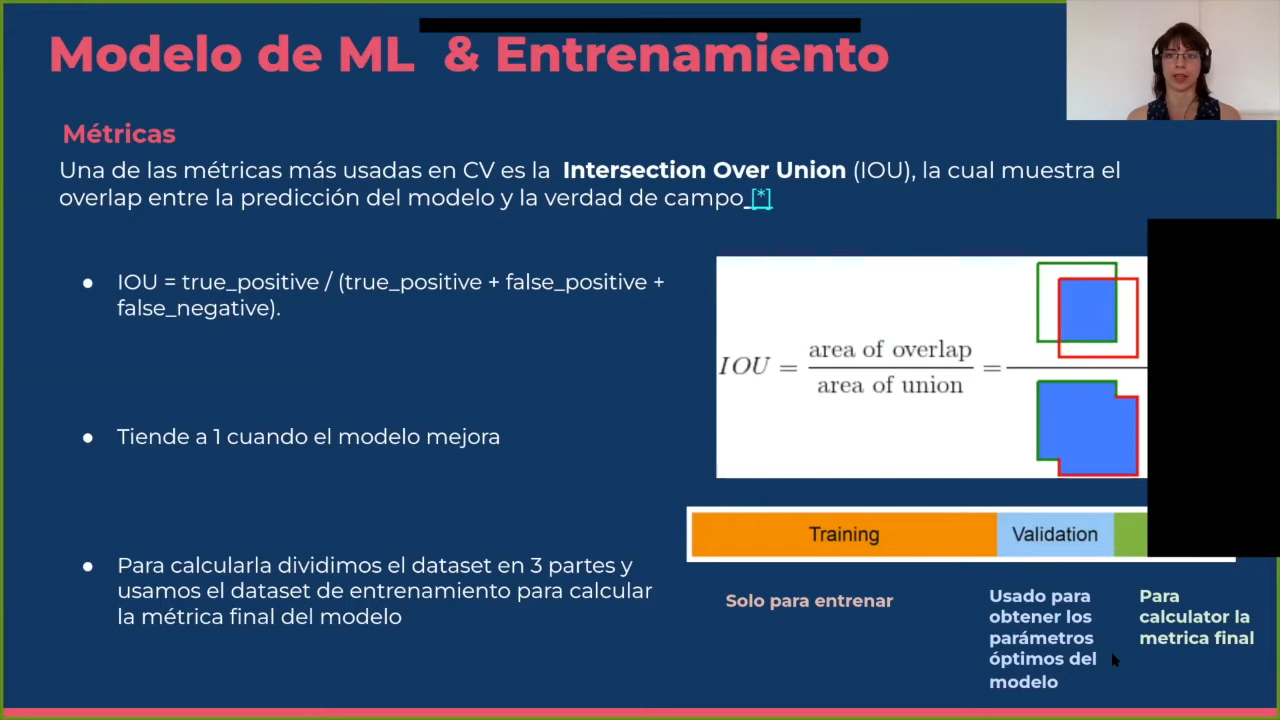 Modelo de ML & Entrenamiento
Métricas
Una de las métricas más usadas en CV es la Intersection Over Union (IOU), la cual muestra el
overlap entre la predicción del modelo y la verdad de campo [*]
● IOU = true_positive / (true_positive + false_positive +
false_negative).
● Tiende a 1 cuando el modelo mejora
● Para calcularla dividimos el dataset en 3 partes y
usamos el dataset de entrenamiento para calcular
la métrica final del modelo
IOU = area of overlap / area of union =
Training
Validation
Solo para entrenar
Usado para
obtener los
parámetros
óptimos del
modelo
Para
calculator la
metrica final